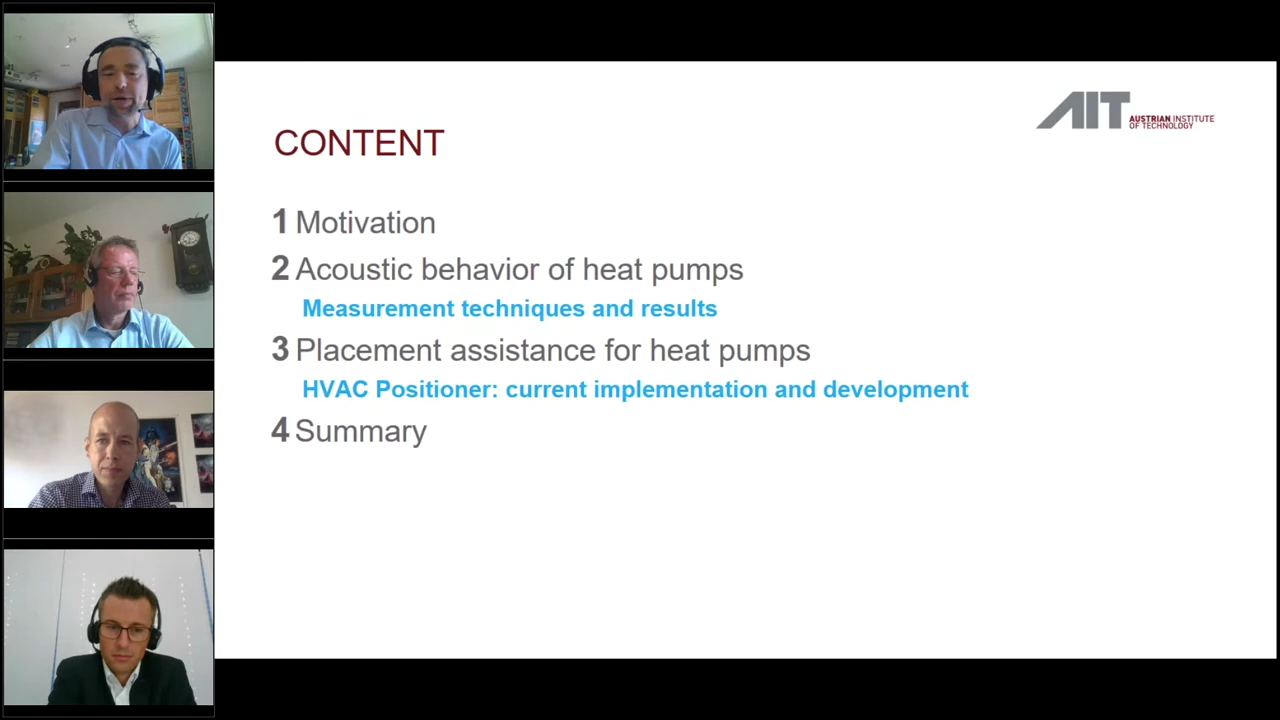 CONTENT
AIT
AUSTRIAN INSTITUTE
OF TECHNOLOGY
1 Motivation
2 Acoustic behavior of heat pumps
Measurement techniques and results
3 Placement assistance for heat pumps
HVAC Positioner: current implementation and development
4 Summary